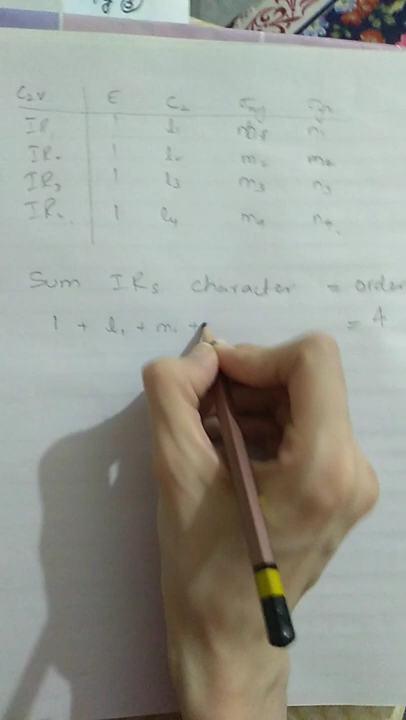 C₂v E C₂ σxy σyz
IR₁ 1 l₁ m₁ n₁
IR₂ 1 l₂ m₂ n₂
IR₃ 1 l₃ m₃ n₃
IR₄ 1 l₄ m₄ n₄
Sum IRs character = order
1 + l₁ + m₁ + = 4